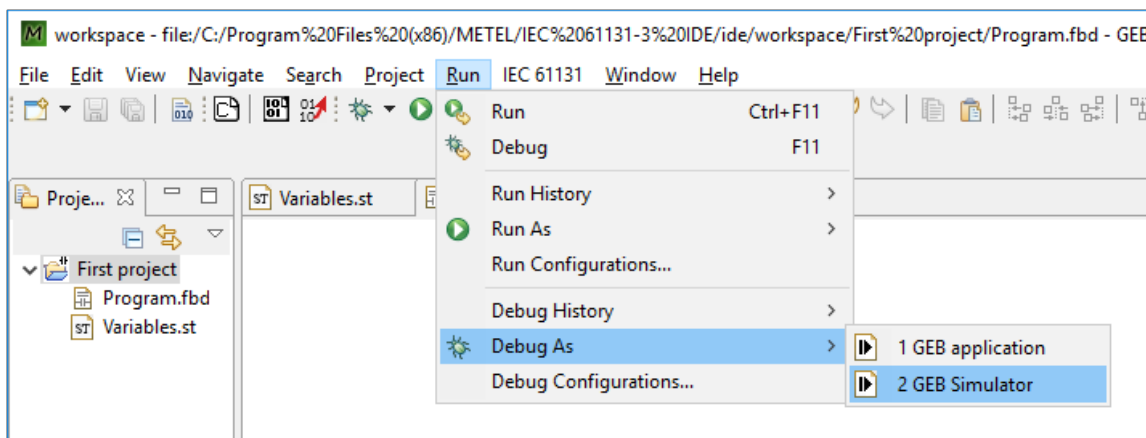 workspace - file:/C:/Program%20Files%20(x86)/METEL/IEC%2061131-3%20IDE/ide/workspace/First%20project/Program.fbd - GEB
File Edit View Navigate Search Project Run IEC 61131 Window Help
Run Ctrl+F11
Debug F11
Run History
Run As
Run Configurations...
Debug History
Debug As
Debug Configurations...
1 GEB application
2 GEB Simulator
Proje...
ST Variables.st
First project
Program.fbd
ST Variables.st